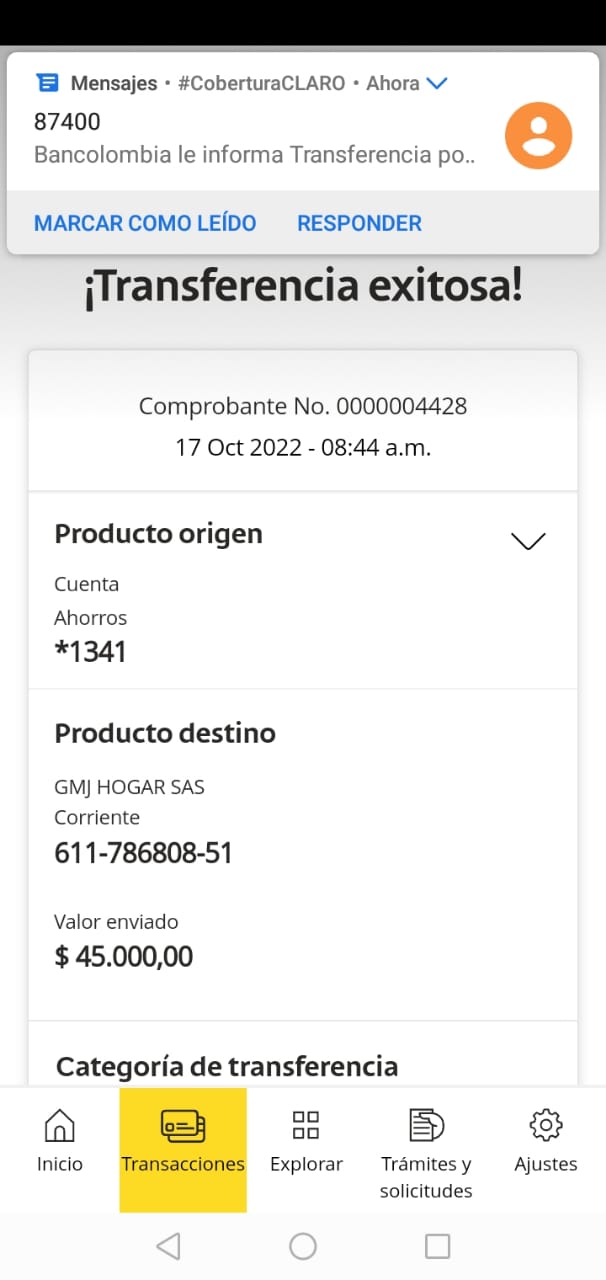 Mensajes • #CoberturaCLARO • Ahora
87400
Bancolombia le informa Transferencia po..
MARCAR COMO LEÍDO RESPONDER
¡Transferencia exitosa!
Comprobante No. 0000004428
17 Oct 2022 - 08:44 a.m.
Producto origen
Cuenta
Ahorros
*1341
Producto destino
GMJ HOGAR SAS
Corriente
611-786808-51
Valor enviado
$ 45.000,00
Categoría de transferencia
Inicio Transacciones Explorar Trámites y solicitudes Ajustes